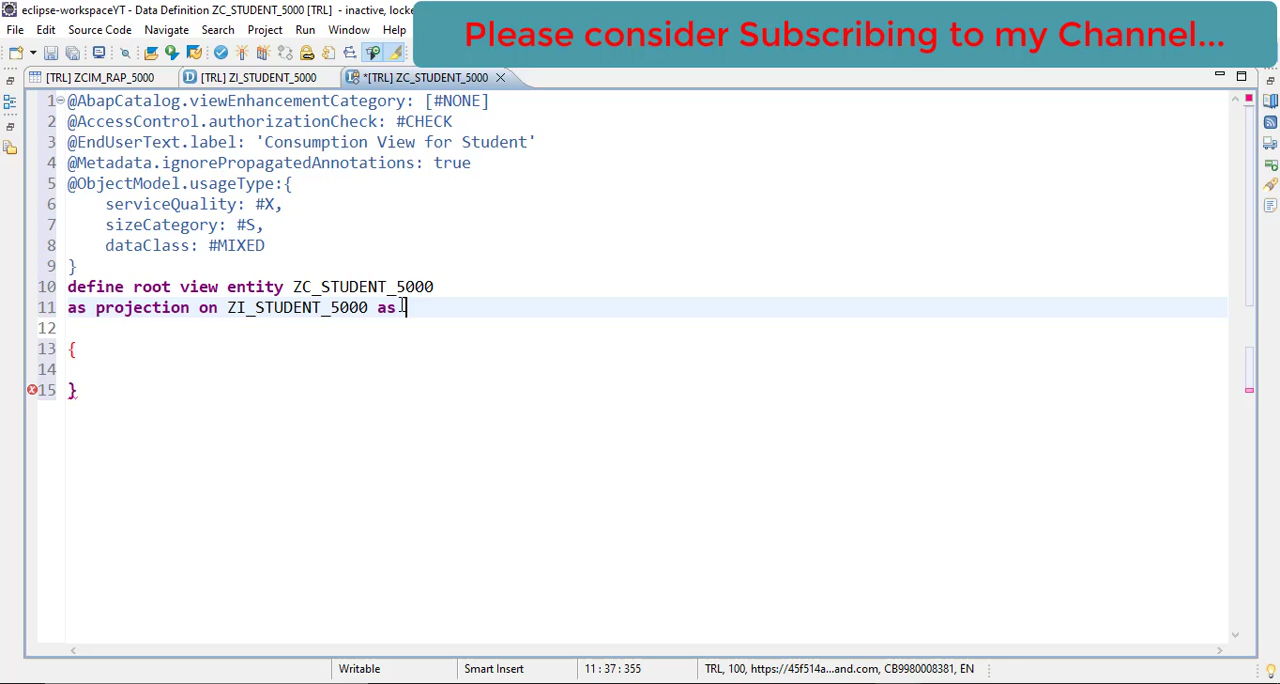 eclipse-workspaceYT - Data Definition ZC_STUDENT_5000 [TRL] - inactive, locke
Please consider Subscribing to my Channel...
File Edit Source Code Navigate Search Project Run Window Help
[TRL] ZCIM_RAP_5000 [TRL] ZI_STUDENT_5000 *[TRL] ZC_STUDENT_5000
1 @AbapCatalog.viewEnhancementCategory: [#NONE]
2 @AccessControl.authorizationCheck: #CHECK
3 @EndUserText.label: 'Consumption View for Student'
4 @Metadata.ignorePropagatedAnnotations: true
5 @ObjectModel.usageType:{
6 serviceQuality: #X,
7 sizeCategory: #S,
8 dataClass: #MIXED
9 }
10 define root view entity ZC_STUDENT_5000
11 as projection on ZI_STUDENT_5000 as
12
13 {
14
15 }
Writable Smart Insert 11 : 37 : 355 TRL, 100, https://45f514a...and.com, CB9980008381, EN